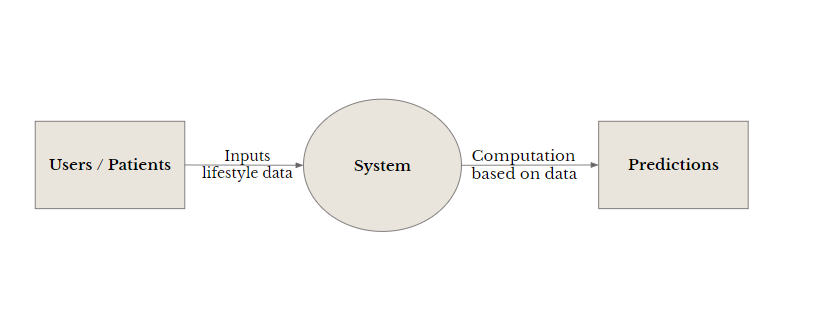 Users / Patients
Inputs
lifestyle data
System
Computation
based on data
Predictions